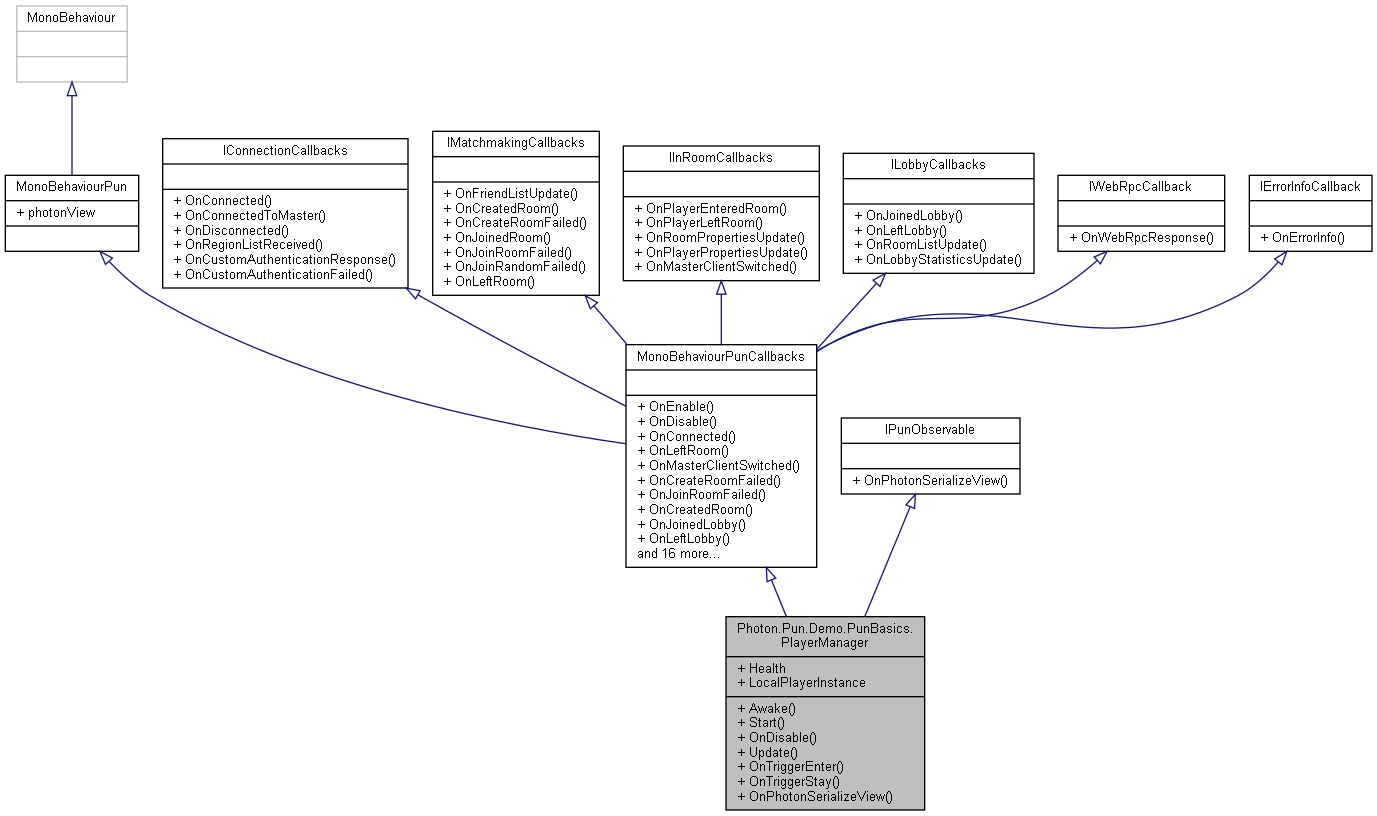 MonoBehaviour
MonoBehaviourPun
+ photonView
IConnectionCallbacks
+ OnConnected()
+ OnConnectedToMaster()
+ OnDisconnected()
+ OnRegionListReceived()
+ OnCustomAuthenticationResponse()
+ OnCustomAuthenticationFailed()
IMatchmakingCallbacks
+ OnFriendListUpdate()
+ OnCreatedRoom()
+ OnCreateRoomFailed()
+ OnJoinedRoom()
+ OnJoinRoomFailed()
+ OnJoinRandomFailed()
+ OnLeftRoom()
IInRoomCallbacks
+ OnPlayerEnteredRoom()
+ OnPlayerLeftRoom()
+ OnRoomPropertiesUpdate()
+ OnPlayerPropertiesUpdate()
+ OnMasterClientSwitched()
ILobbyCallbacks
+ OnJoinedLobby()
+ OnLeftLobby()
+ OnRoomListUpdate()
+ OnLobbyStatisticsUpdate()
IWebRpcCallback
+ OnWebRpcResponse()
IErrorInfoCallback
+ OnErrorInfo()
MonoBehaviourPunCallbacks
+ OnEnable()
+ OnDisable()
+ OnConnected()
+ OnLeftRoom()
+ OnMasterClientSwitched()
+ OnCreateRoomFailed()
+ OnJoinRoomFailed()
+ OnCreatedRoom()
+ OnJoinedLobby()
+ OnLeftLobby()
and 16 more...
IPunObservable
+ OnPhotonSerializeView()
Photon.Pun.Demo.PunBasics.
PlayerManager
+ Health
+ LocalPlayerInstance
+ Awake()
+ Start()
+ OnDisable()
+ Update()
+ OnTriggerEnter()
+ OnTriggerStay()
+ OnPhotonSerializeView()